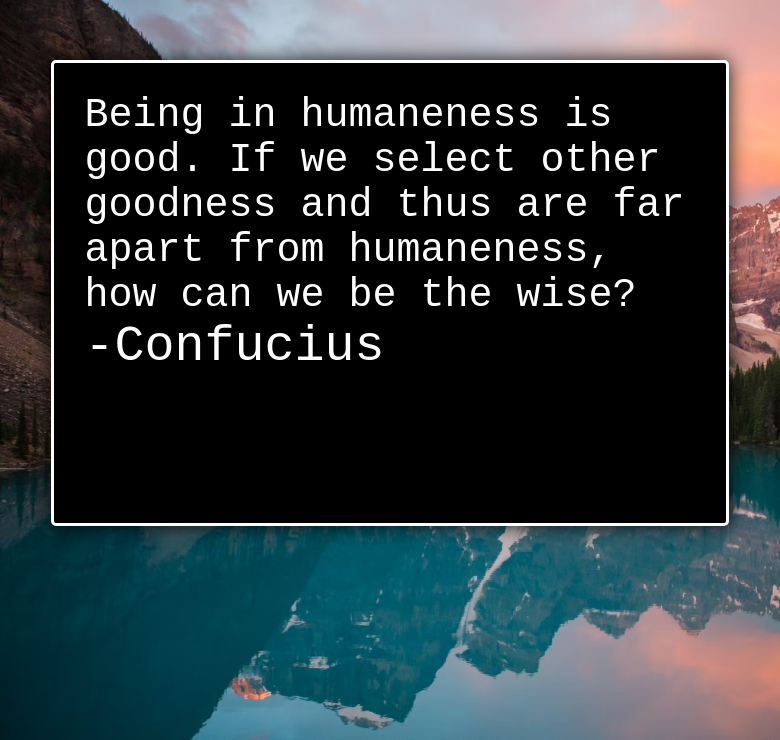 Being in humaneness is
good. If we select other
goodness and thus are far
apart from humaneness,
how can we be the wise?
-Confucius